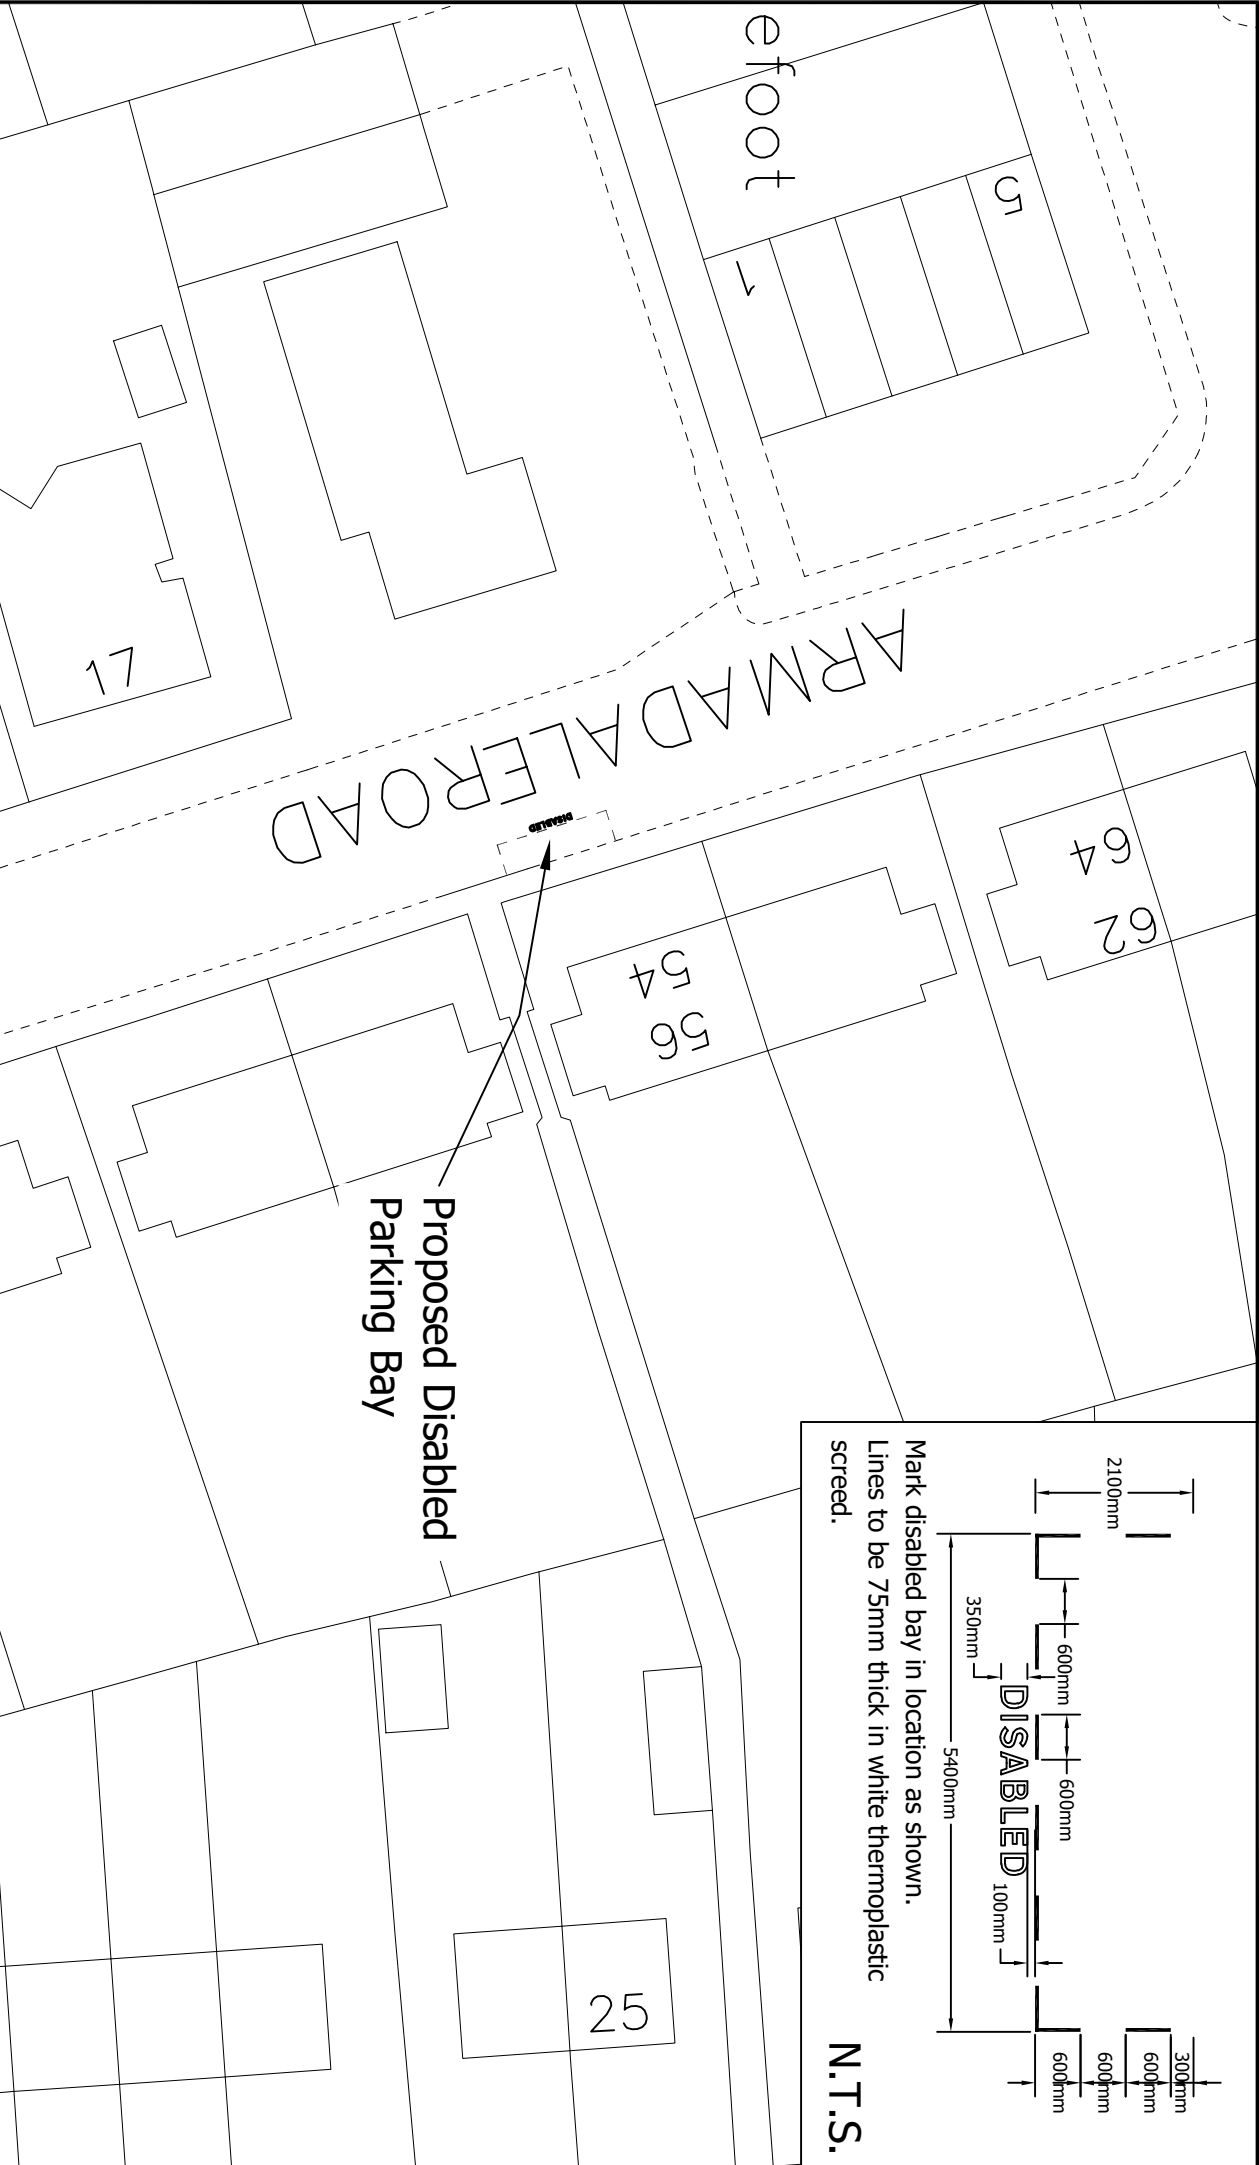 efoot
5
1
17
ARMADALE ROAD
DISABLED
64
62
54
56
25
Proposed Disabled
Parking Bay
2100mm
600mm
600mm
350mm
DISABLED
100mm
5400mm
300mm
600mm
600mm
600mm
Mark disabled bay in location as shown.
Lines to be 75mm thick in white thermoplastic
screed.
N.T.S.